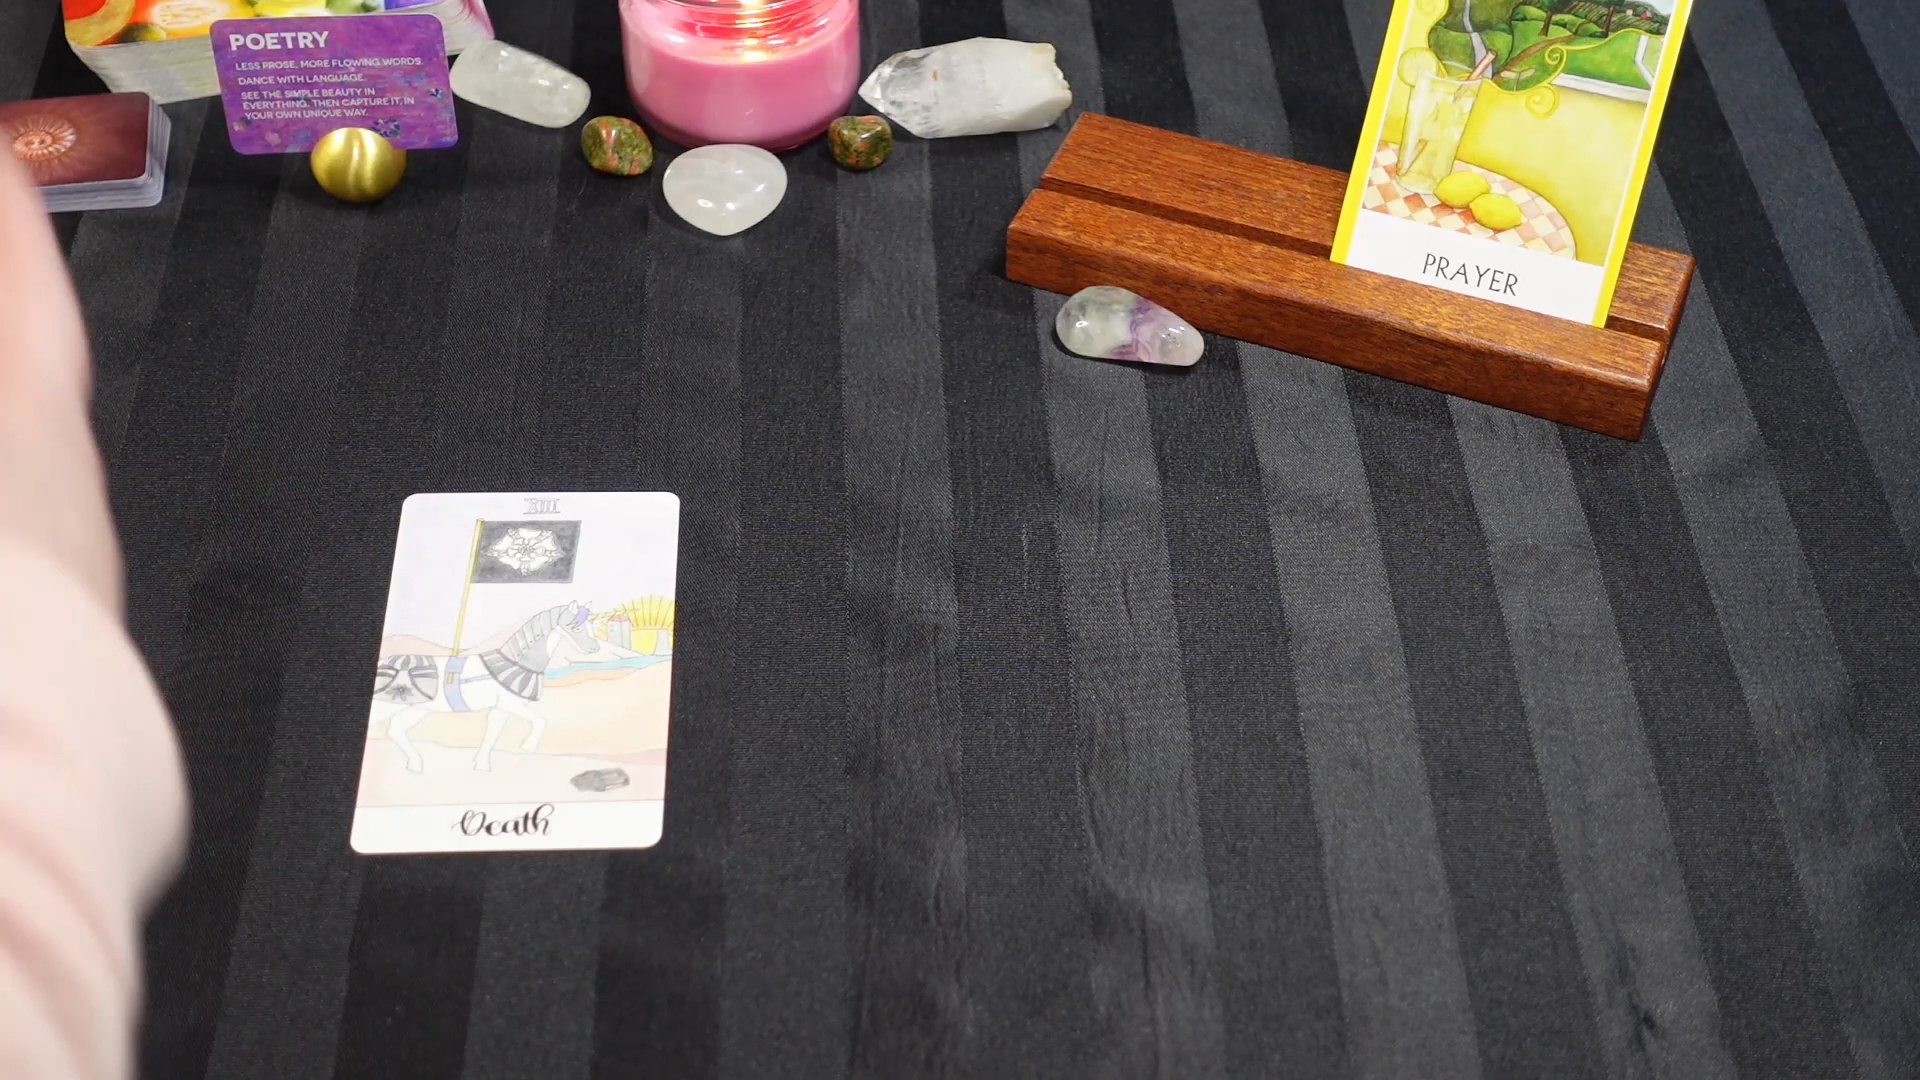 POETRY
LESS PROSE, MORE FLOWING WORDS.
DANCE WITH LANGUAGE.
SEE THE SIMPLE BEAUTY IN
EVERYTHING. THEN CAPTURE IT, IN
YOUR OWN UNIQUE WAY.
PRAYER
XIII
Death